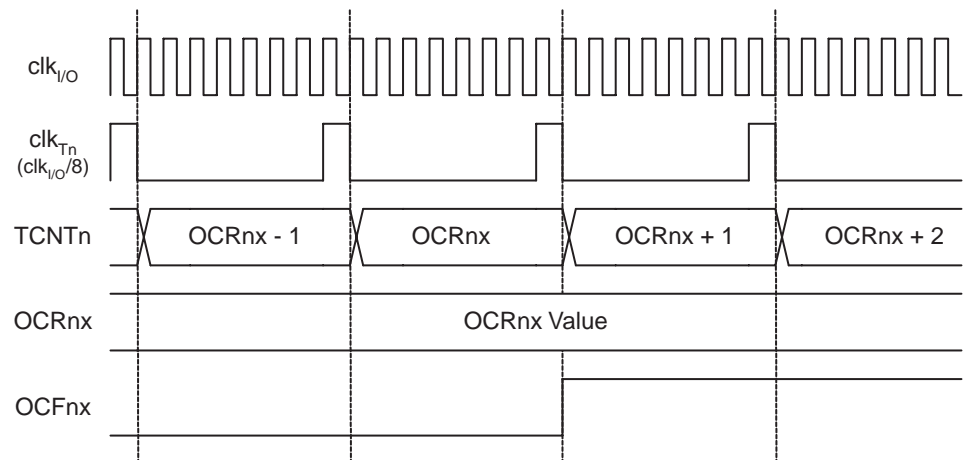 clkI/O
clkTn
(clkI/O/8)
TCNTn OCRnx - 1 OCRnx OCRnx + 1 OCRnx + 2
OCRnx OCRnx Value
OCFnx